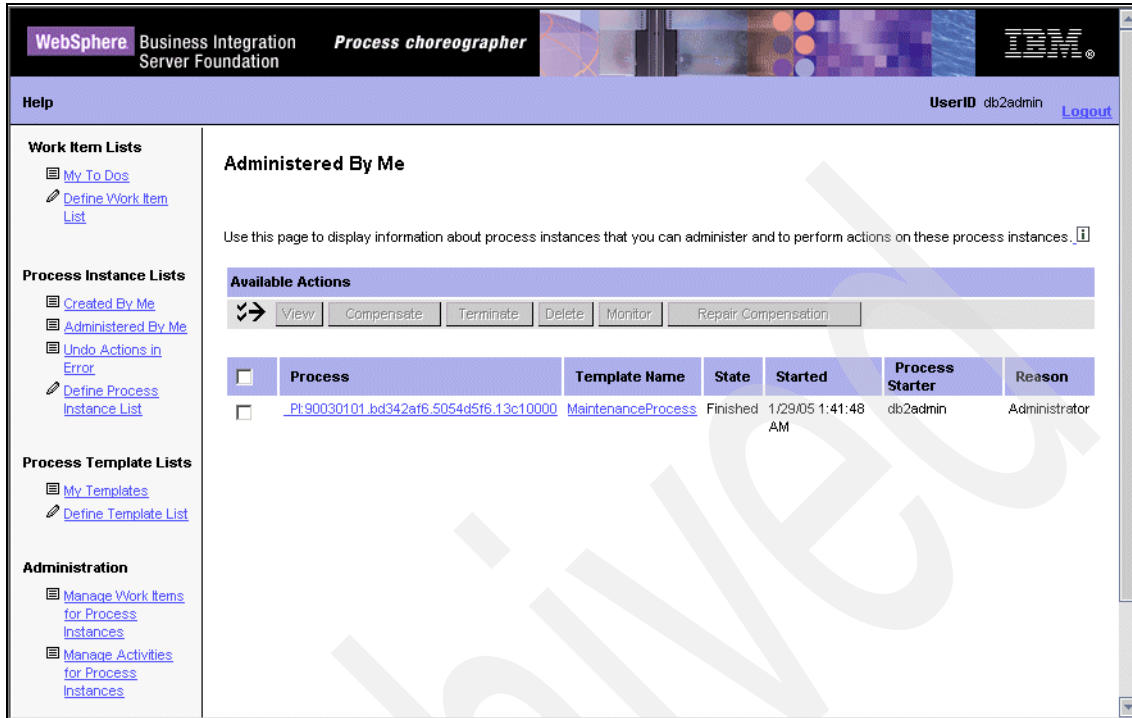 WebSphere Business Integration Server Foundation
Process choreographer
IBM®
Help
UserID db2admin
Logout
Work Item Lists
My To Dos
Define Work Item
List
Process Instance Lists
Created By Me
Administered By Me
Undo Actions in
Error
Define Process
Instance List
Process Template Lists
My Templates
Define Template List
Administration
Manage Work Items
for Process
Instances
Manage Activities
for Process
Instances
Administered By Me
Use this page to display information about process instances that you can administer and to perform actions on these process instances. i
Available Actions
View Compensate Terminate Delete Monitor Repair Compensation
Process Template Name State Started Process Starter Reason
_PI:90030101.bd342af6.5054d5f6.13c10000 MaintenanceProcess Finished 1/29/05 1:41:48 AM db2admin Administrator
hived